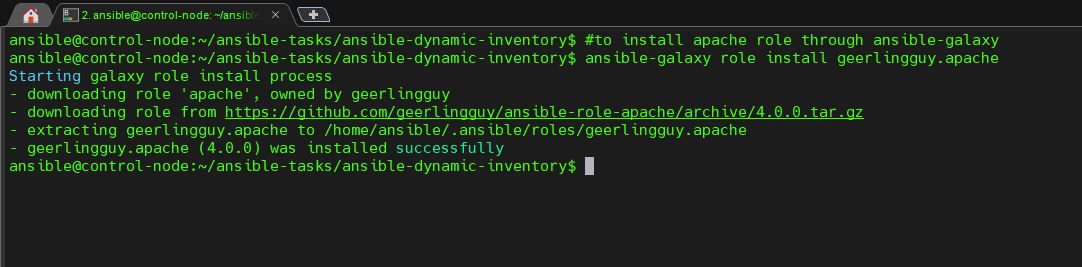 2. ansible@control-node: ~/ansible
ansible@control-node:~/ansible-tasks/ansible-dynamic-inventory$ #to install apache role through ansible-galaxy
ansible@control-node:~/ansible-tasks/ansible-dynamic-inventory$ ansible-galaxy role install geerlingguy.apache
Starting galaxy role install process
- downloading role 'apache', owned by geerlingguy
- downloading role from https://github.com/geerlingguy/ansible-role-apache/archive/4.0.0.tar.gz
- extracting geerlingguy.apache to /home/ansible/.ansible/roles/geerlingguy.apache
- geerlingguy.apache (4.0.0) was installed successfully
ansible@control-node:~/ansible-tasks/ansible-dynamic-inventory$